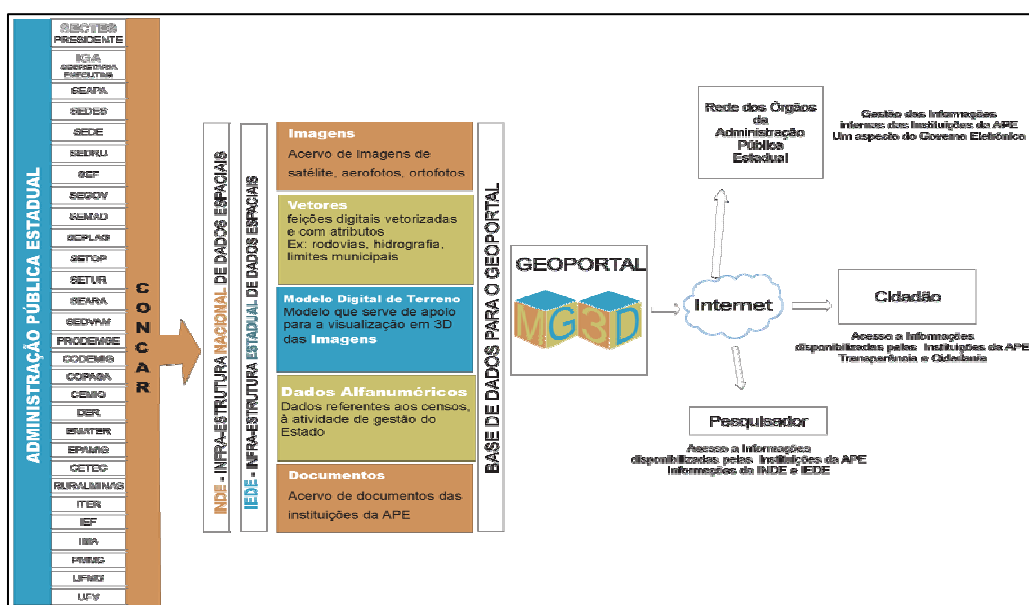 ADMINISTRAÇÃO PÚBLICA ESTADUAL
SECTES
PRESIDENTE
IGA
SECRETARIA
EXECUTIVA
SEAPA
SEDES
SEDE
SEDRU
SEF
SEGOV
SEMAD
SEPLAG
SETOP
SETUR
SEARA
SEDVAM
PRODEMGE
CODEMIG
COPASA
CEMIG
DER
EMATER
EPAMIG
CETEC
RURALMINAS
ITER
IEF
IMA
PMMG
UFMG
UFV
CONCAR
INDE - INFRA-ESTRUTURA NACIONAL DE DADOS ESPACIAIS
IEDE - INFRA-ESTRUTURA ESTADUAL DE DADOS ESPACIAIS
Imagens
Acervo de imagens de
satélite, aerofotos, ortofotos
Vetores
feições digitais vetorizadas
e com atributos
Ex: rodovias, hidrografia,
limites municipais
Modelo Digital de Terreno
Modelo que serve de apoio
para a visualização em 3D
das Imagens
Dados Alfanuméricos
Dados referentes aos censos,
à atividade de gestão do
Estado
Documentos
Acervo de documentos das
instituições da APE
BASE DE DADOS PARA O GEOPORTAL
GEOPORTAL
MG3D
Internet
Rede dos Órgãos
da
Administração
Pública
Estadual
Gestão das Informações
internas das Instituições da APE
Um aspecto do Governo Eletrônico
Cidadão
Acesso a Informações
disponibilizadas pelas Instituições da APE
Transparência e Cidadania
Pesquisador
Acesso a Informações
disponibilizadas pelas Instituições da APE
Informações da INDE e IEDE